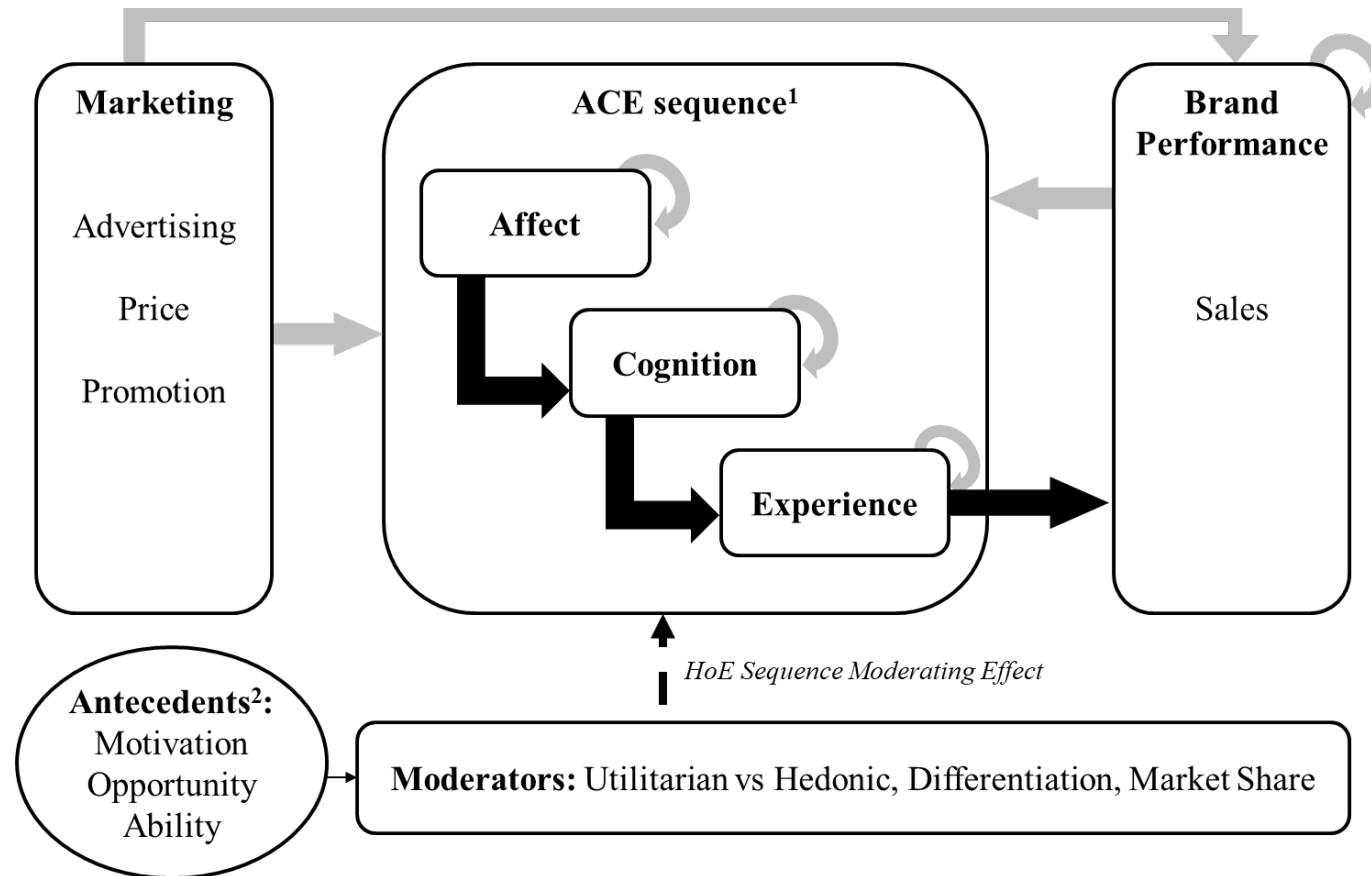 Marketing
Advertising
Price
Promotion
ACE sequence¹
Affect
Cognition
Experience
Brand
Performance
Sales
HoE Sequence Moderating Effect
Antecedents²:
Motivation
Opportunity
Ability
Moderators: Utilitarian vs Hedonic, Differentiation, Market Share